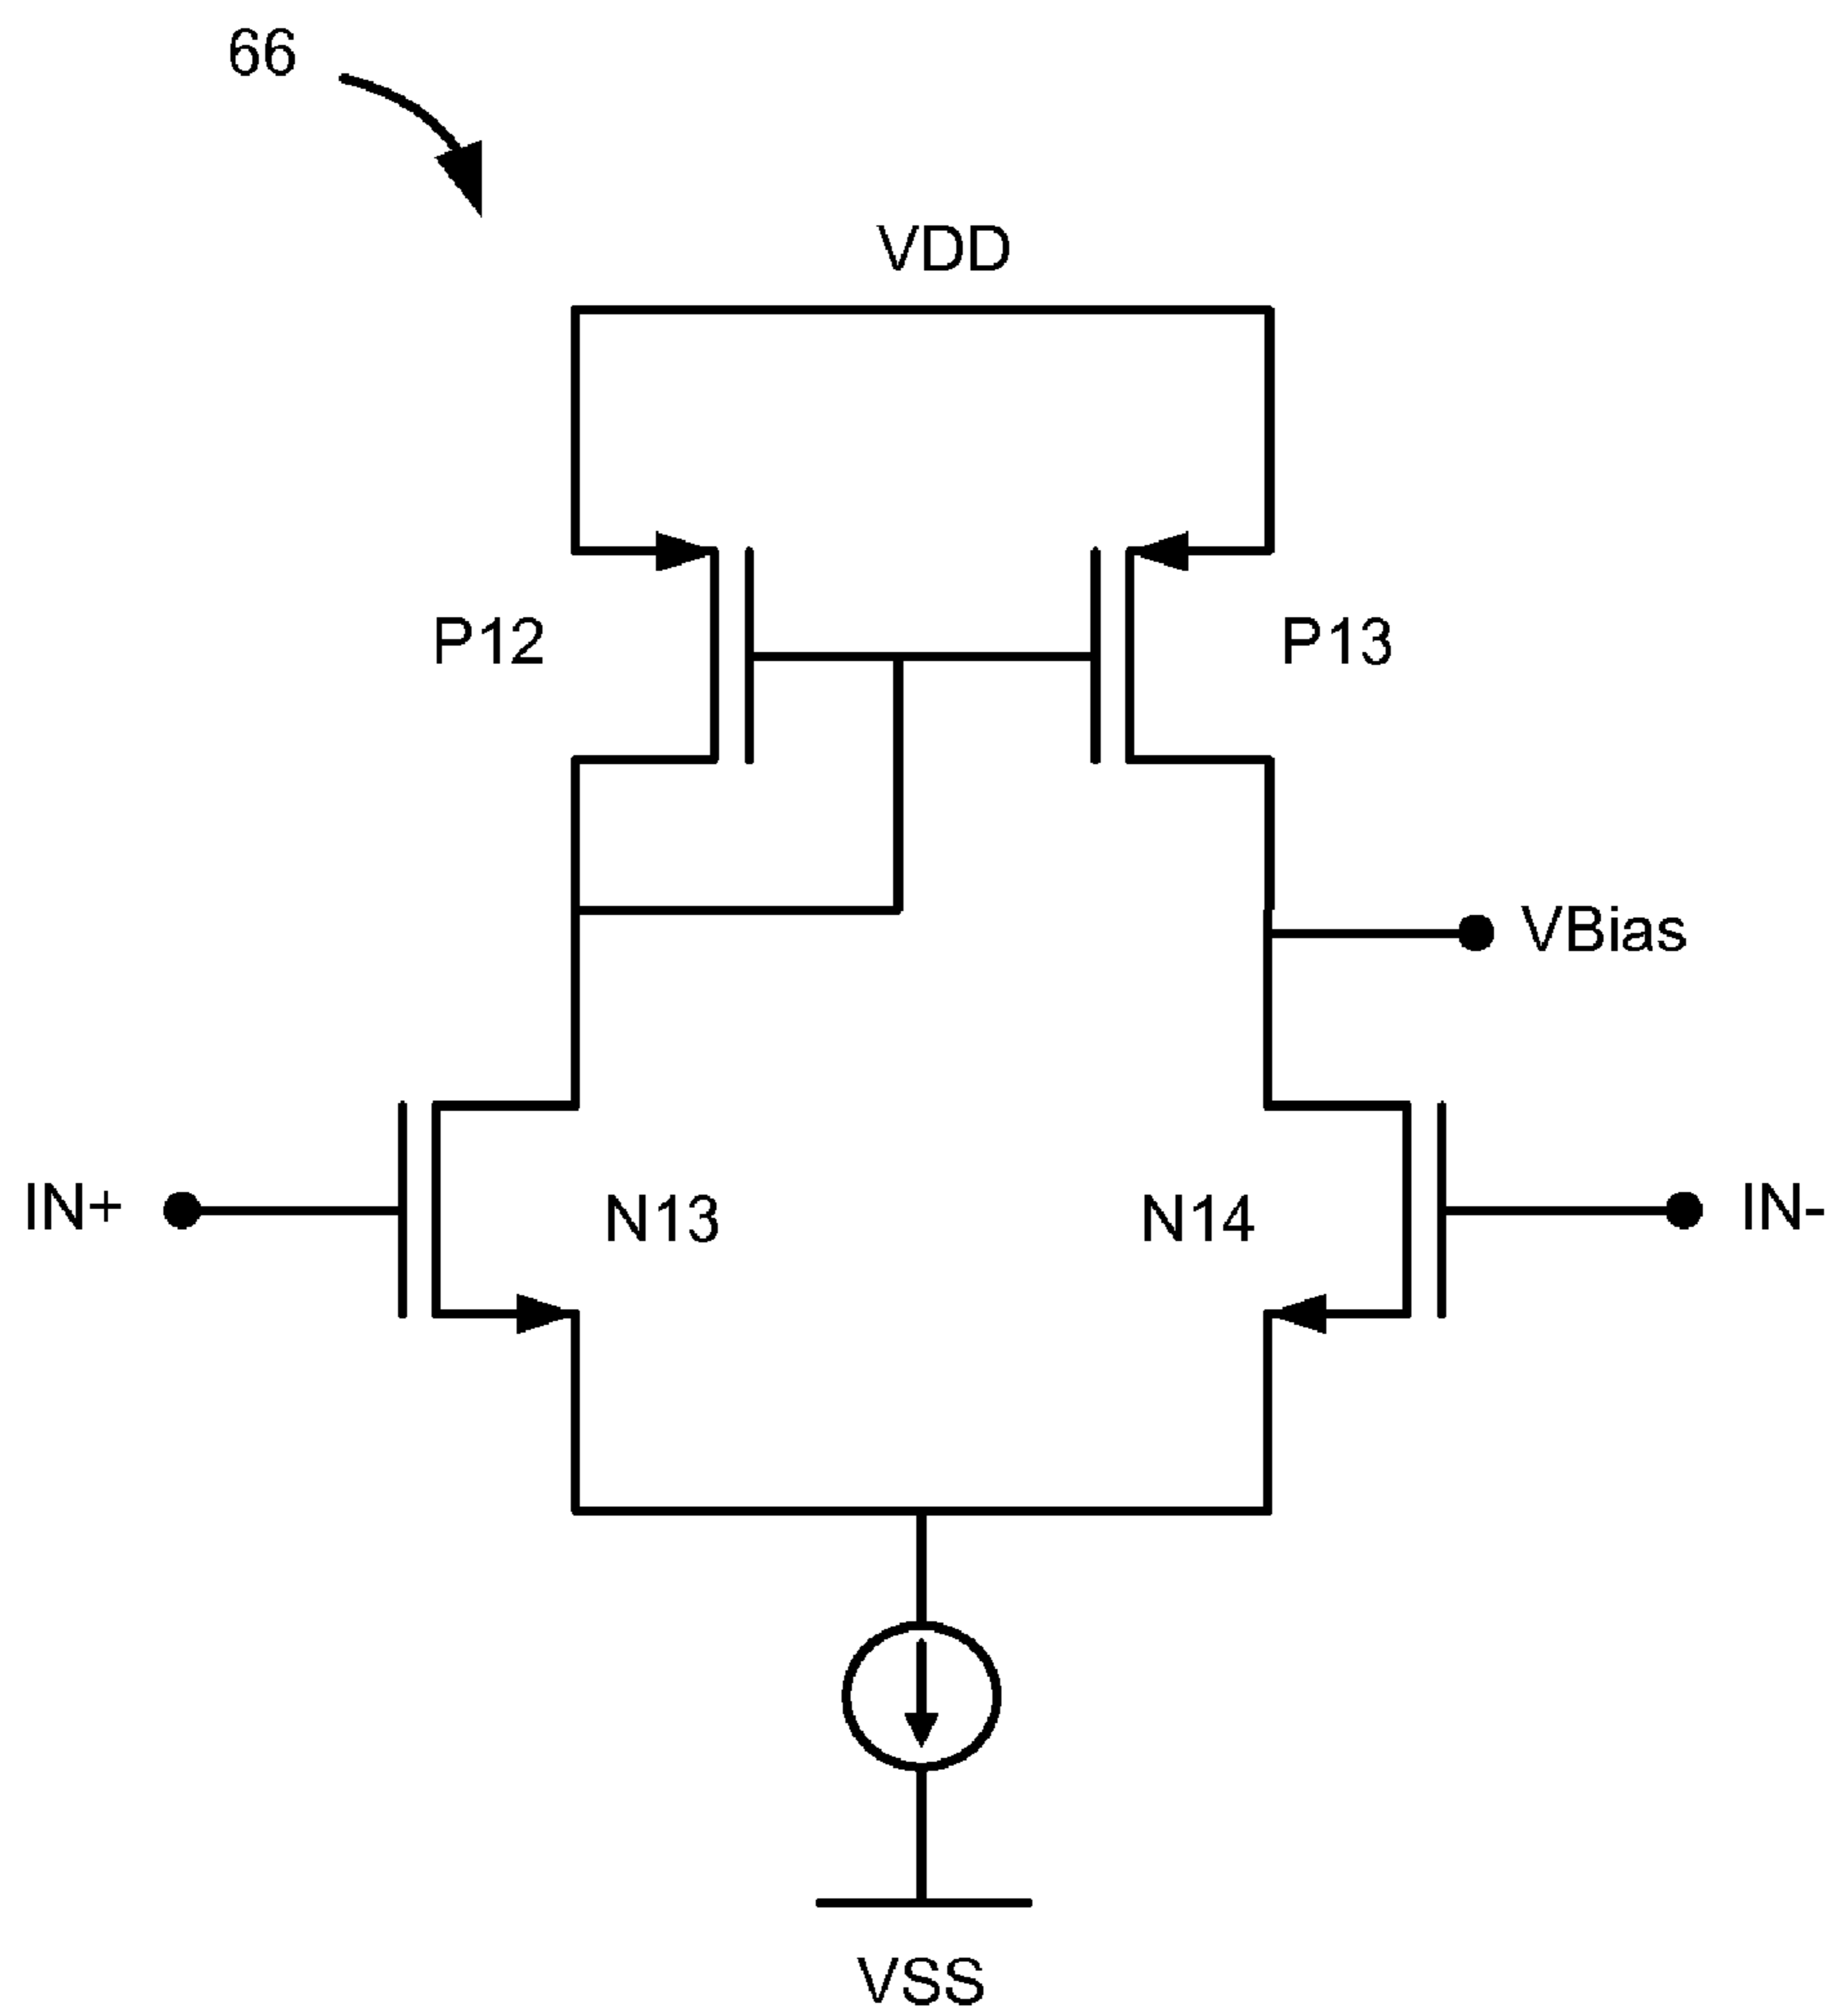 66
VDD
P12
P13
VBias
IN+
N13
N14
IN-
VSS